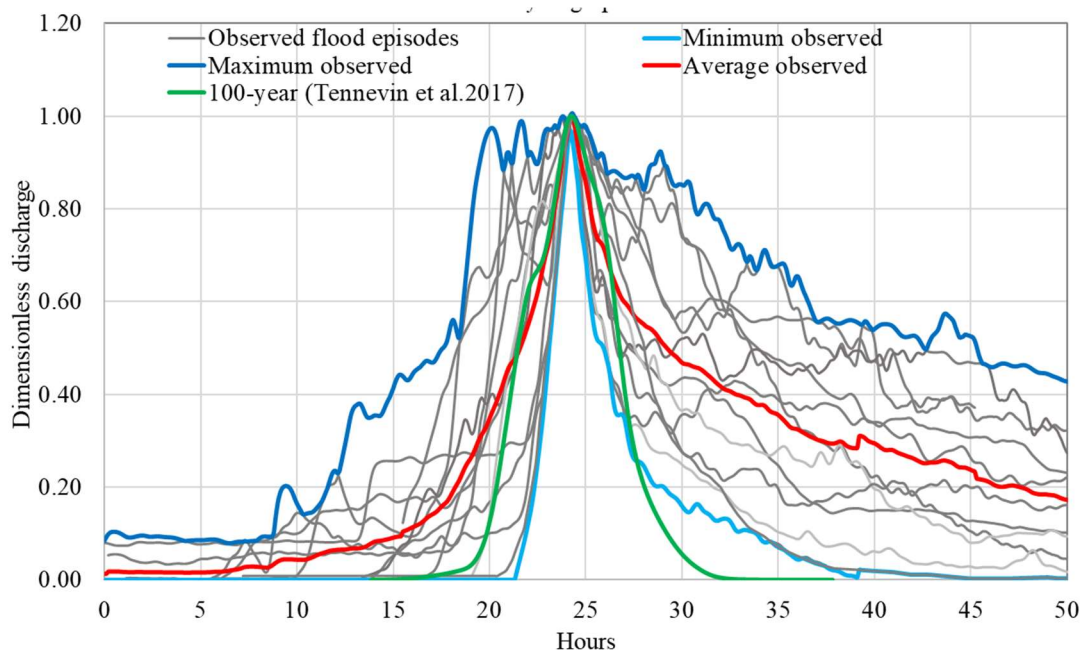 1.20
Observed flood episodes
Minimum observed
Maximum observed
Average observed
100-year (Tennevin et al.2017)
1.00
0.80
0.60
0.40
0.20
0.00
Dimensionless discharge
0 5 10 15 20 25 30 35 40 45 50
Hours